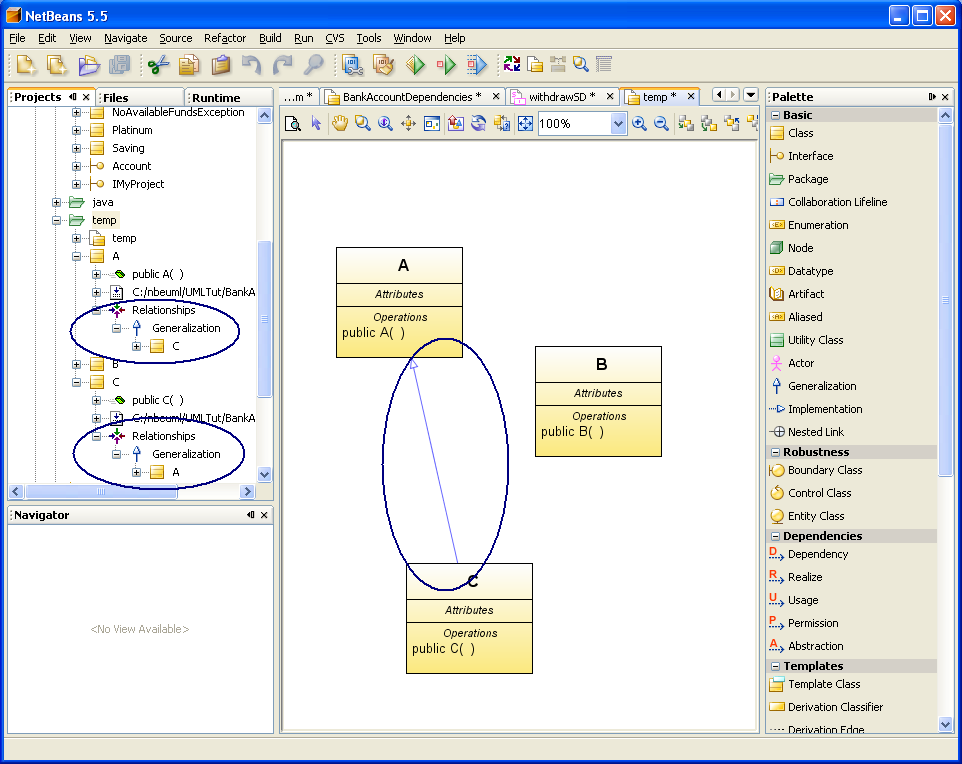 NetBeans 5.5
File Edit View Navigate Source Refactor Build Run CVS Tools Window Help
Projects
Files
Runtime
NoAvailableFundsException
Platinum
Saving
Account
IMyProject
java
temp
temp
A
public A( )
C:/nbeuml/UMLTut/BankA
Relationships
Generalization
C
B
C
public C( )
C:/nbeuml/UMLTut/BankA
Relationships
Generalization
A
Navigator
<No View Available>
...m *
BankAccountDependencies *
withdrawSD *
temp *
100%
A
Attributes
Operations
public A( )
B
Attributes
Operations
public B( )
C
Attributes
Operations
public C( )
Palette
Basic
Class
Interface
Package
Collaboration Lifeline
Enumeration
Node
Datatype
Artifact
Aliased
Utility Class
Actor
Generalization
Implementation
Nested Link
Robustness
Boundary Class
Control Class
Entity Class
Dependencies
Dependency
Realize
Usage
Permission
Abstraction
Templates
Template Class
Derivation Classifier
Derivation Edge